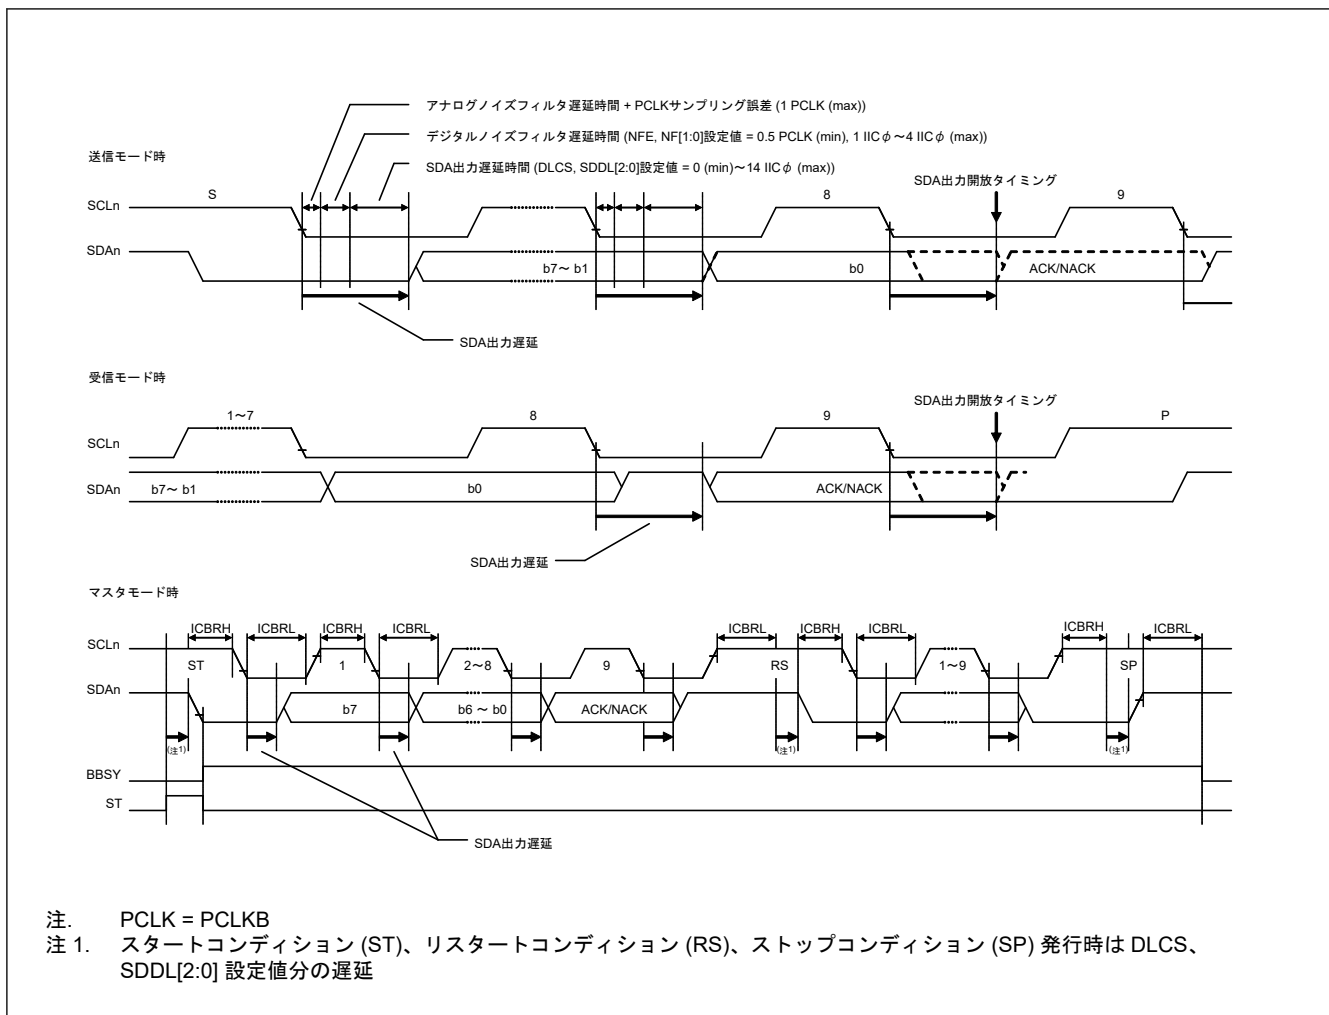 アナログノイズフィルタ遅延時間 + PCLKサンプリング誤差 (1 PCLK (max))
デジタルノイズフィルタ遅延時間 (NFE, NF[1:0]設定値 = 0.5 PCLK (min), 1 IICφ～4 IICφ (max))
送信モード時
SDA出力遅延時間 (DLCS, SDDL[2:0]設定値 = 0 (min)～14 IICφ (max))
SDA出力開放タイミング
S 8 9
SCLn
SDAn
b7～ b1 b0 ACK/NACK
SDA出力遅延
受信モード時
SDA出力開放タイミング
1～7 8 9 P
SCLn
SDAn b7～ b1 b0 ACK/NACK
SDA出力遅延
マスタモード時
ICBRH ICBRL ICBRH ICBRL ICBRL ICBRH ICBRL ICBRH ICBRL
SCLn
ST 1 2～8 9 RS 1～9 SP
SDAn
b7 b6 ～ b0 ACK/NACK
(注1) (注1) (注1)
BBSY
ST
SDA出力遅延
注. PCLK = PCLKB
注 1. スタートコンディション (ST)、リスタートコンディション (RS)、ストップコンディション (SP) 発行時は DLCS、
SDDL[2:0] 設定値分の遅延